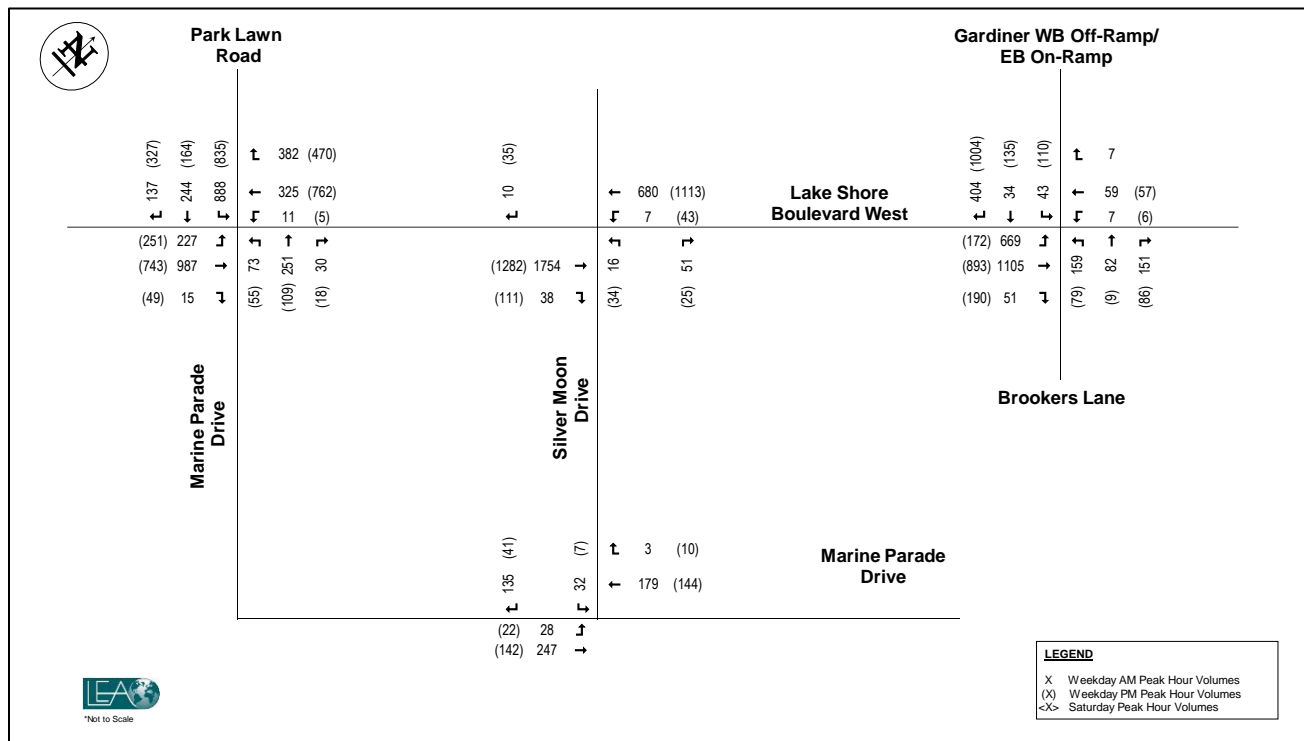 Park Lawn
Road
Gardiner WB Off-Ramp/
EB On-Ramp
(327) (164) (835)
137 244 888
382 (470)
325 (762)
11 (5)
(251) 227
(743) 987
(49) 15
73 251 30
(55) (109) (18)
(35)
10
680 (1113)
7 (43)
Lake Shore
Boulevard West
(1282) 1754
(111) 38
16 51
(34) (25)
(1004) (135) (110)
404 34 43
7
59 (57)
7 (6)
(172) 669
(893) 1105
(190) 51
159 82 151
(79) (9) (86)
Marine Parade
Drive
Silver Moon
Drive
Brookers Lane
(41) (7)
135 32
3 (10)
179 (144)
Marine Parade
Drive
(22) 28
(142) 247
LEA
*Not to Scale
LEGEND
X Weekday AM Peak Hour Volumes
(X) Weekday PM Peak Hour Volumes
<X> Saturday Peak Hour Volumes